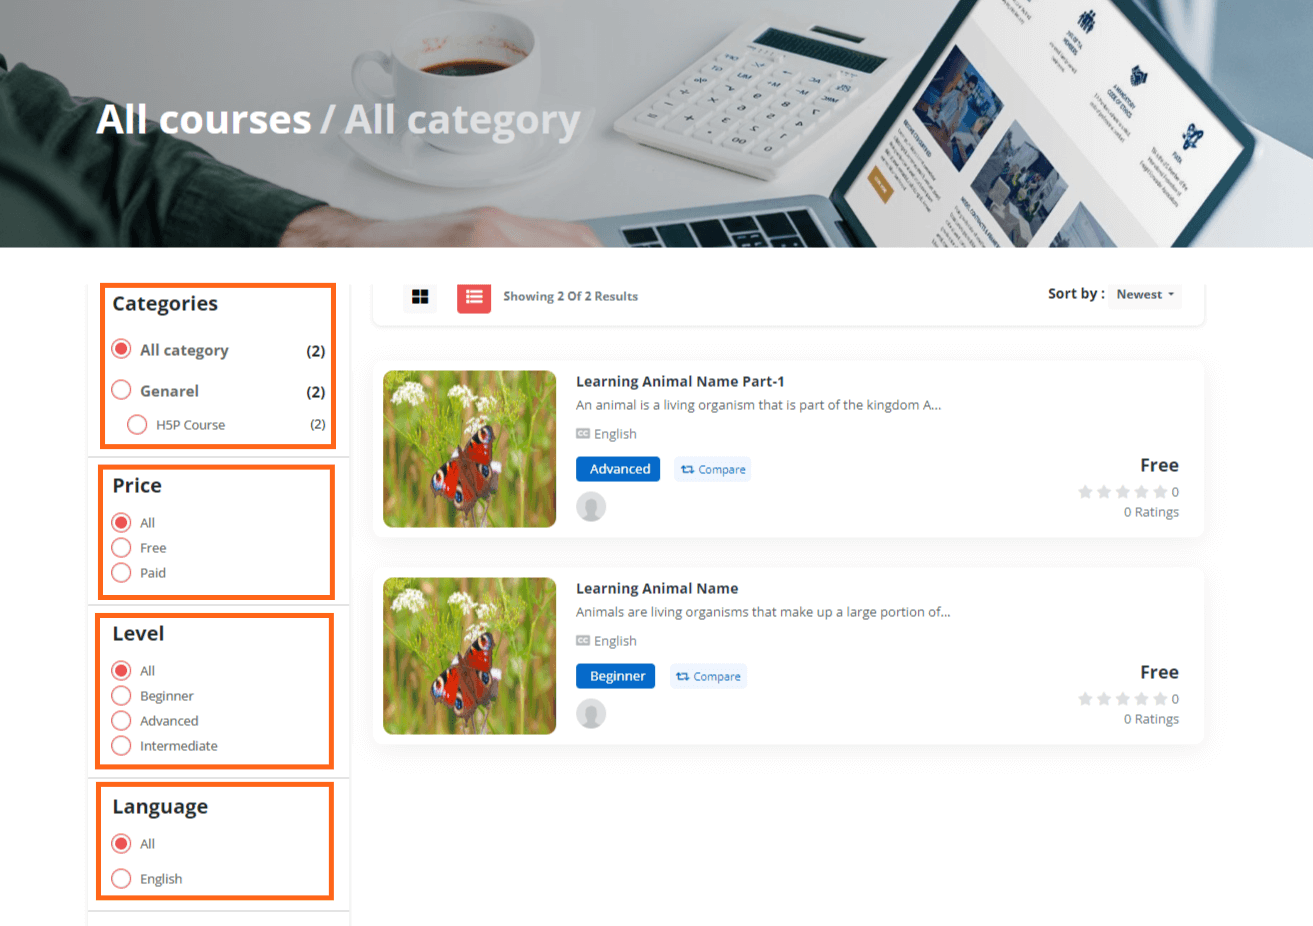 All courses / All category
Categories
All category (2)
Genarel (2)
H5P Course (2)
Price
All
Free
Paid
Level
All
Beginner
Advanced
Intermediate
Language
All
English
Showing 2 Of 2 Results
Sort by : Newest
Learning Animal Name Part-1
An animal is a living organism that is part of the kingdom A...
CC English
Advanced Compare
Free
0
0 Ratings
Learning Animal Name
Animals are living organisms that make up a large portion of...
CC English
Beginner Compare
Free
0
0 Ratings